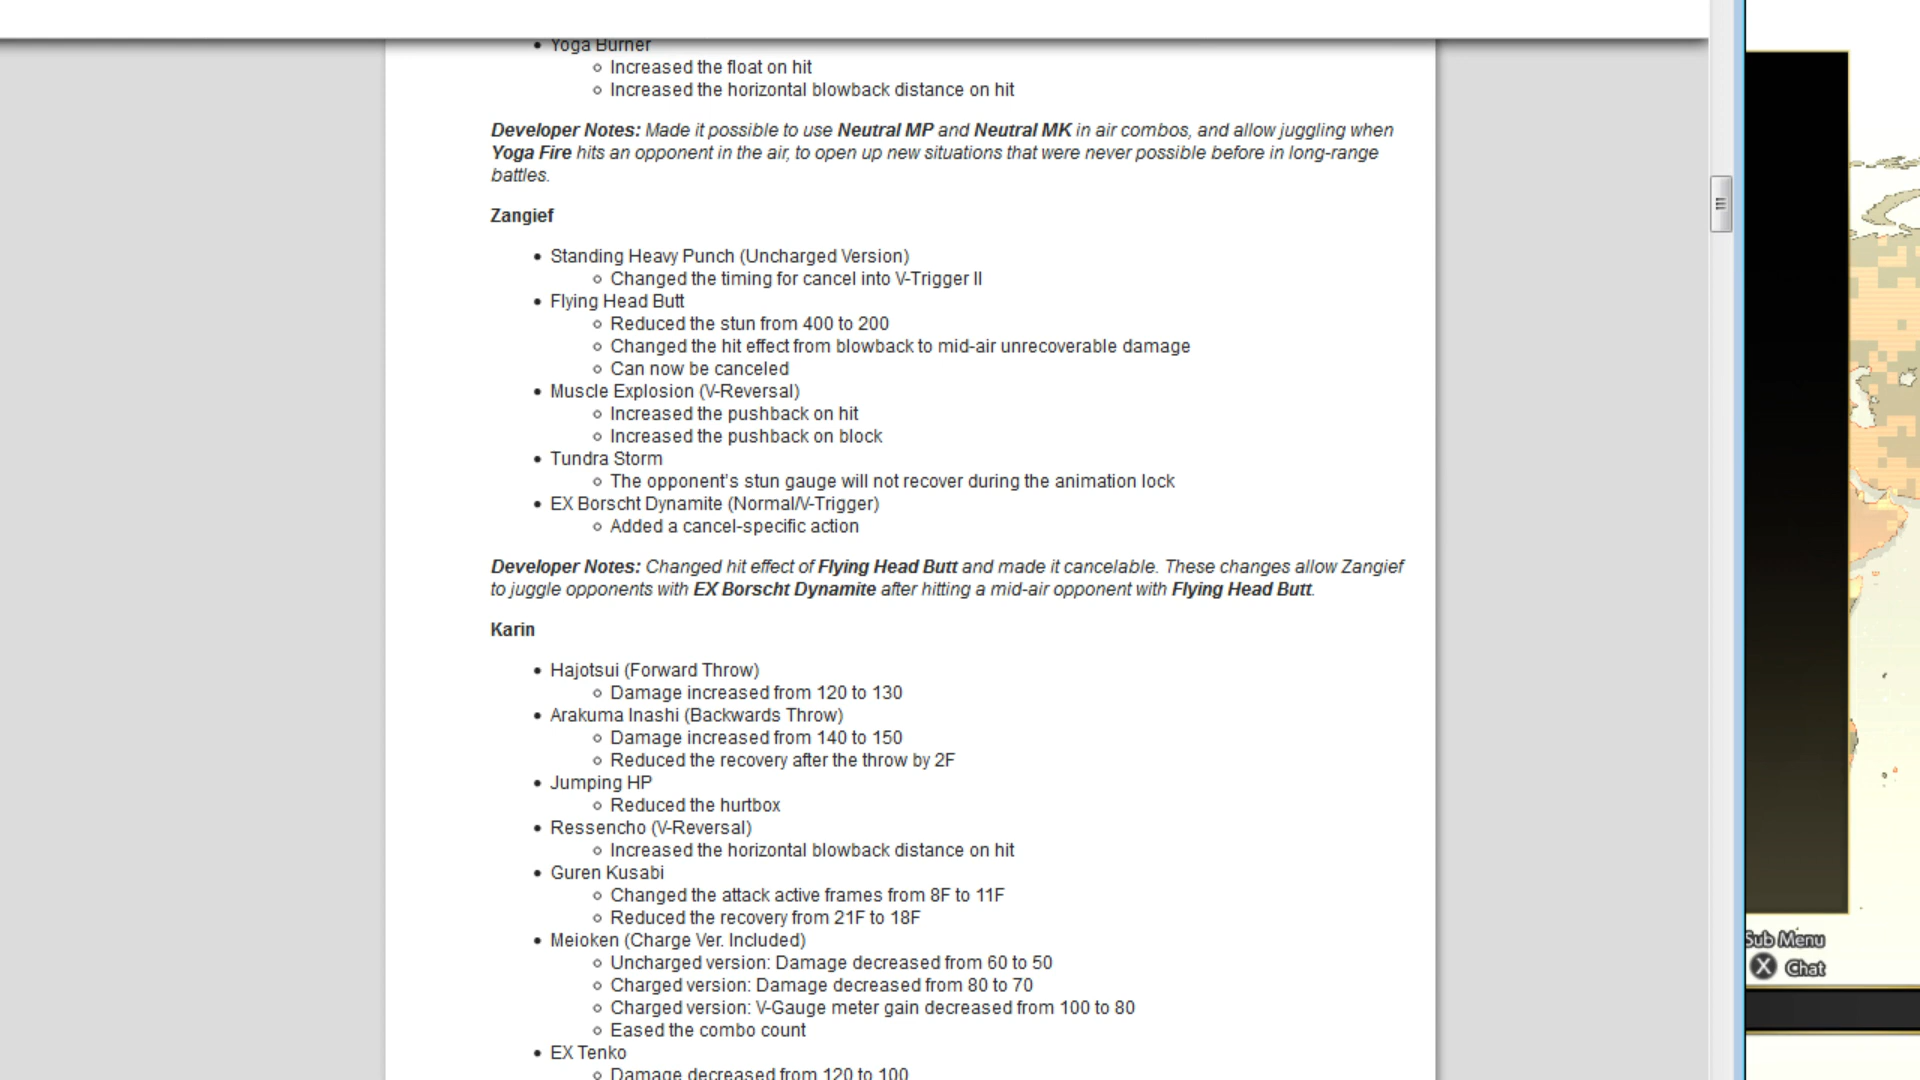 Yoga Burner
Increased the float on hit
Increased the horizontal blowback distance on hit
Developer Notes: Made it possible to use Neutral MP and Neutral MK in air combos, and allow juggling when
Yoga Fire hits an opponent in the air, to open up new situations that were never possible before in long-range
battles.
Zangief
Standing Heavy Punch (Uncharged Version)
Changed the timing for cancel into V-Trigger II
Flying Head Butt
Reduced the stun from 400 to 200
Changed the hit effect from blowback to mid-air unrecoverable damage
Can now be canceled
Muscle Explosion (V-Reversal)
Increased the pushback on hit
Increased the pushback on block
Tundra Storm
The opponent's stun gauge will not recover during the animation lock
EX Borscht Dynamite (Normal/V-Trigger)
Added a cancel-specific action
Developer Notes: Changed hit effect of Flying Head Butt and made it cancelable. These changes allow Zangief
to juggle opponents with EX Borscht Dynamite after hitting a mid-air opponent with Flying Head Butt.
Karin
Hajotsui (Forward Throw)
Damage increased from 120 to 130
Arakuma Inashi (Backwards Throw)
Damage increased from 140 to 150
Reduced the recovery after the throw by 2F
Jumping HP
Reduced the hurtbox
Ressencho (V-Reversal)
Increased the horizontal blowback distance on hit
Guren Kusabi
Changed the attack active frames from 8F to 11F
Reduced the recovery from 21F to 18F
Meioken (Charge Ver. Included)
Uncharged version: Damage decreased from 60 to 50
Charged version: Damage decreased from 80 to 70
Charged version: V-Gauge meter gain decreased from 100 to 80
Eased the combo count
EX Tenko
Damage decreased from 120 to 100
Sub Menu
X Chat